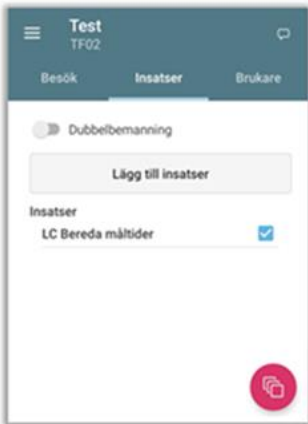 Test
TF02
Besök Insatser Brukare
Dubbelbemanning
Lägg till insatser
Insatser
LC Bereda måltider